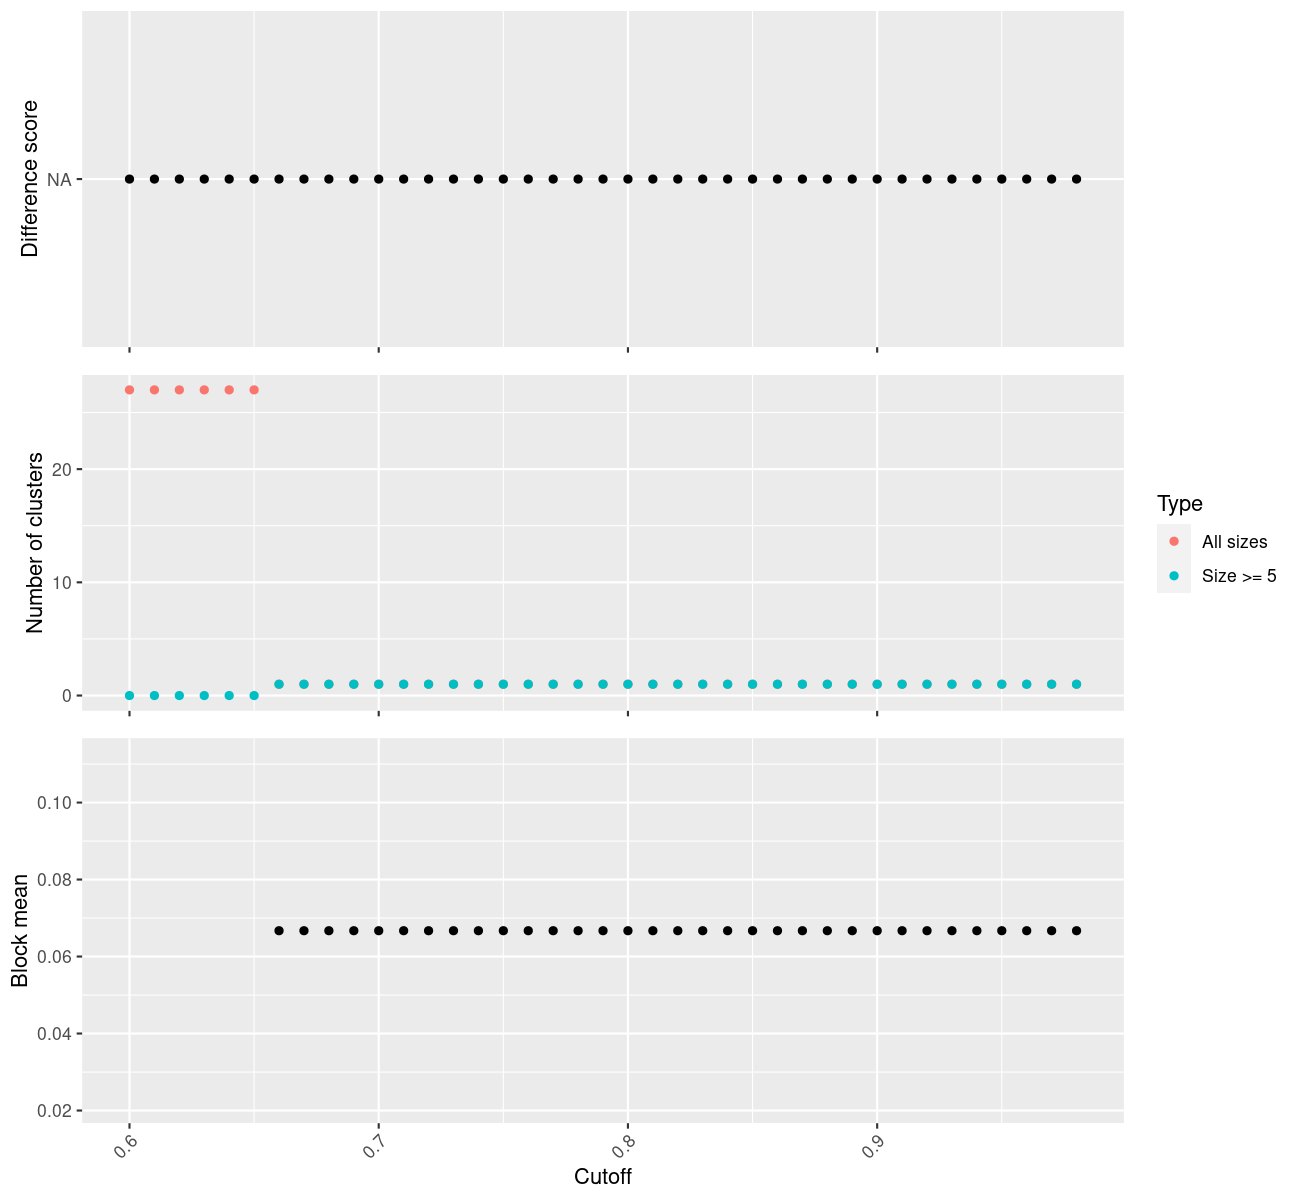 Difference score
NA
Number of clusters
20
10
0
Type
All sizes
Size >= 5
Block mean
0.10
0.08
0.06
0.04
0.02
0.6
0.7
0.8
0.9
Cutoff